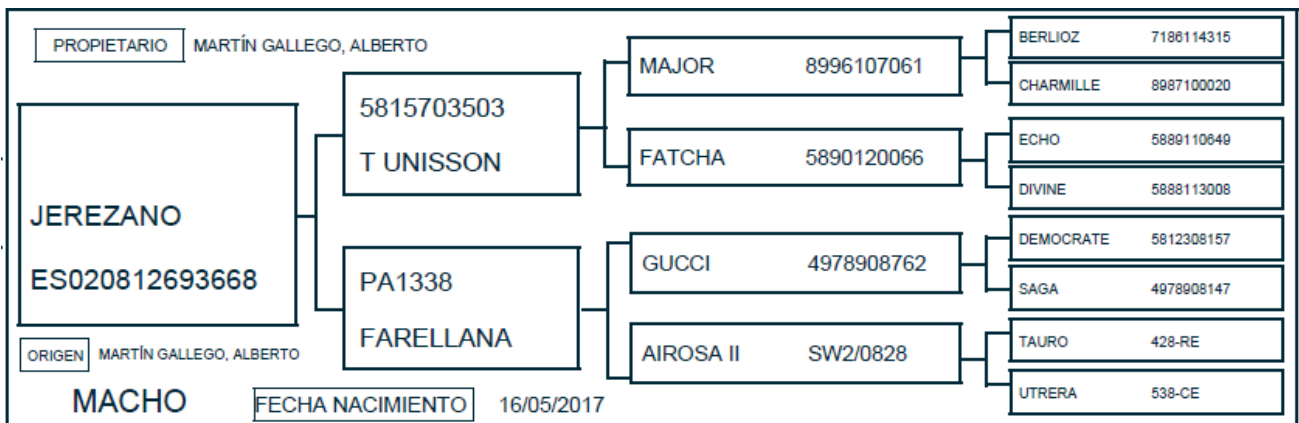 PROPIETARIO MARTÍN GALLEGO, ALBERTO
JEREZANO
ES020812693668
ORIGEN MARTÍN GALLEGO, ALBERTO
MACHO FECHA NACIMIENTO 16/05/2017
5815703503
T UNISSON
PA1338
FARELLANA
MAJOR 8996107061
FATCHA 5890120066
GUCCI 4978908762
AIROSA II SW2/0828
BERLIOZ 7186114315
CHARMILLE 8987100020
ECHO 5889110649
DIVINE 5888113008
DEMOCRATE 5812308157
SAGA 4978908147
TAURO 428-RE
UTRERA 538-CE